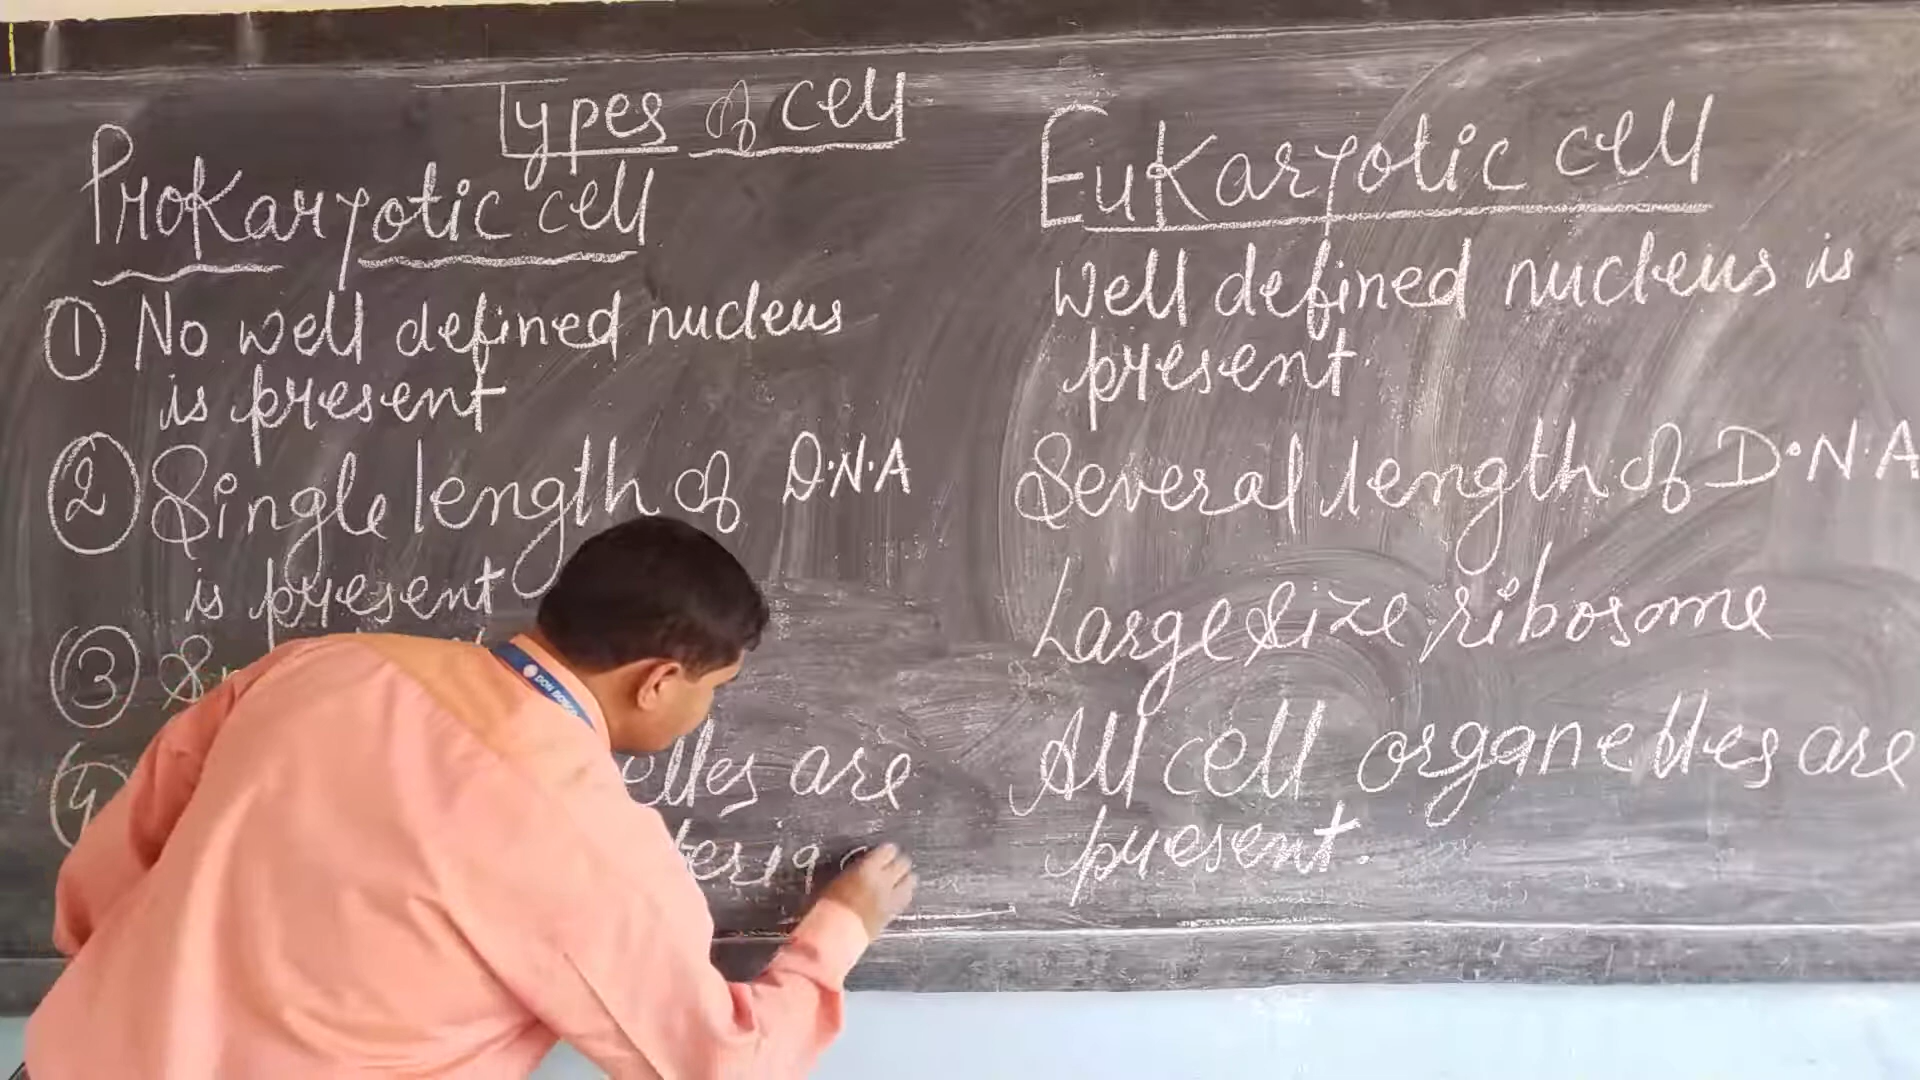 Types of cell
Prokaryotic cell
① No well defined nucleus
is present
② Single length of D.N.A
is present
③
④ are
Eukaryotic cell
Well defined nucleus is
present.
Several length of D.N.A
Large size ribosome
All cell organelles are
present.
DON BOSCO